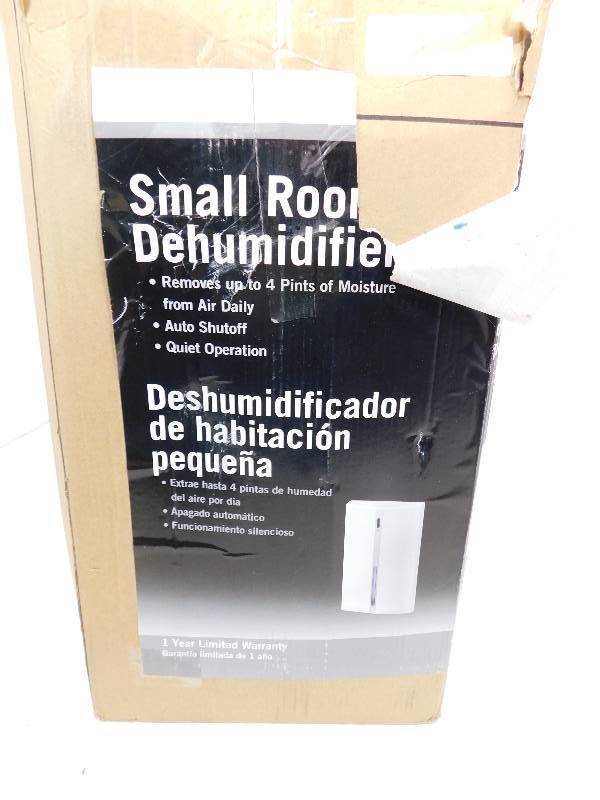 Small Roo
Dehumidifie
• Removes up to 4 Pints of Moisture
from Air Daily
• Auto Shutoff
• Quiet Operation
Deshumidificador
de habitación
pequeña
• Extrae hasta 4 pintas de humedad
del aire por dia
• Apagado automático
• Funcionamiento silencioso
1 Year Limited Warranty
Garantía limitada de 1 año